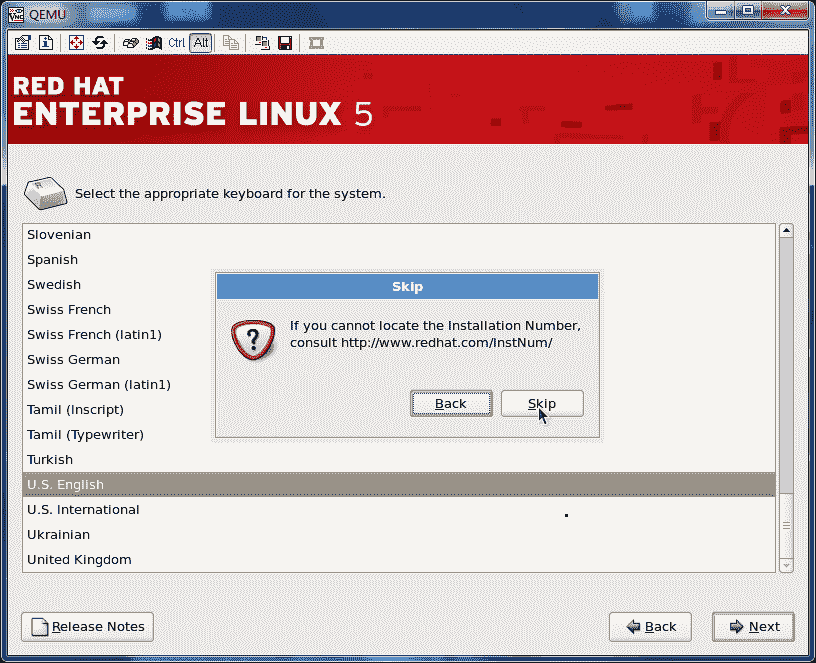 QEMU
Ctrl Alt
RED HAT
ENTERPRISE LINUX 5
Select the appropriate keyboard for the system.
Slovenian
Spanish
Swedish
Swiss French
Swiss French (latin1)
Swiss German
Swiss German (latin1)
Tamil (Inscript)
Tamil (Typewriter)
Turkish
U.S. English
U.S. International
Ukrainian
United Kingdom
Skip
If you cannot locate the Installation Number,
consult http://www.redhat.com/InstNum/
Back Skip
Release Notes Back Next